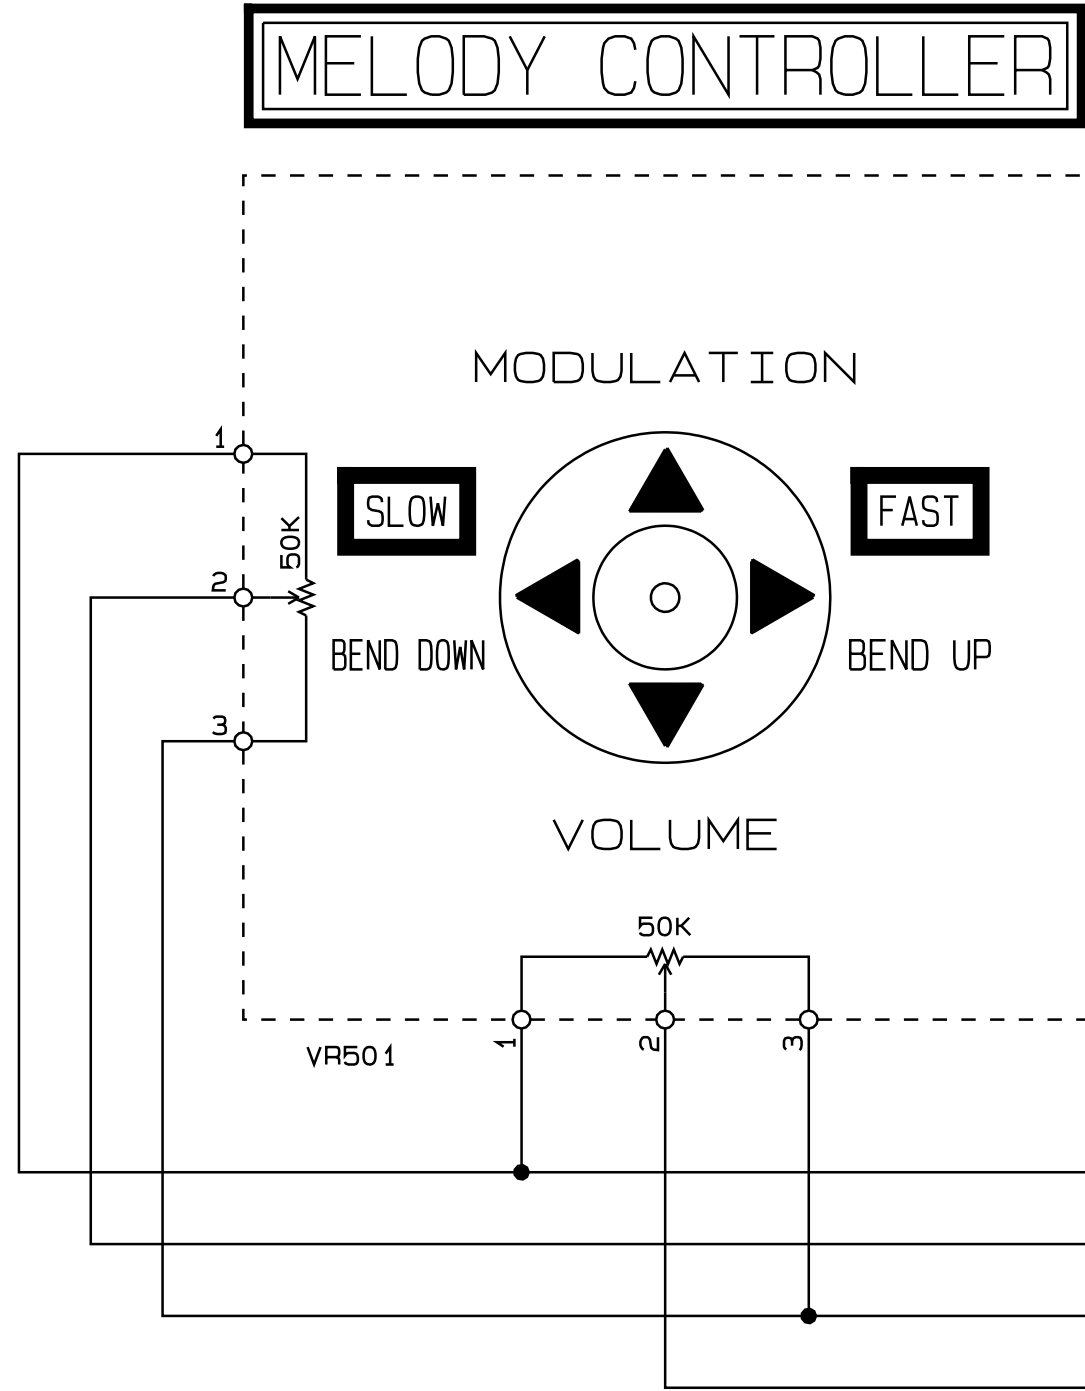 MELODY CONTROLLER
MODULATION
1
SLOW
FAST
50K
2
BEND DOWN
BEND UP
3
VOLUME
50K
VR501
1
2
3